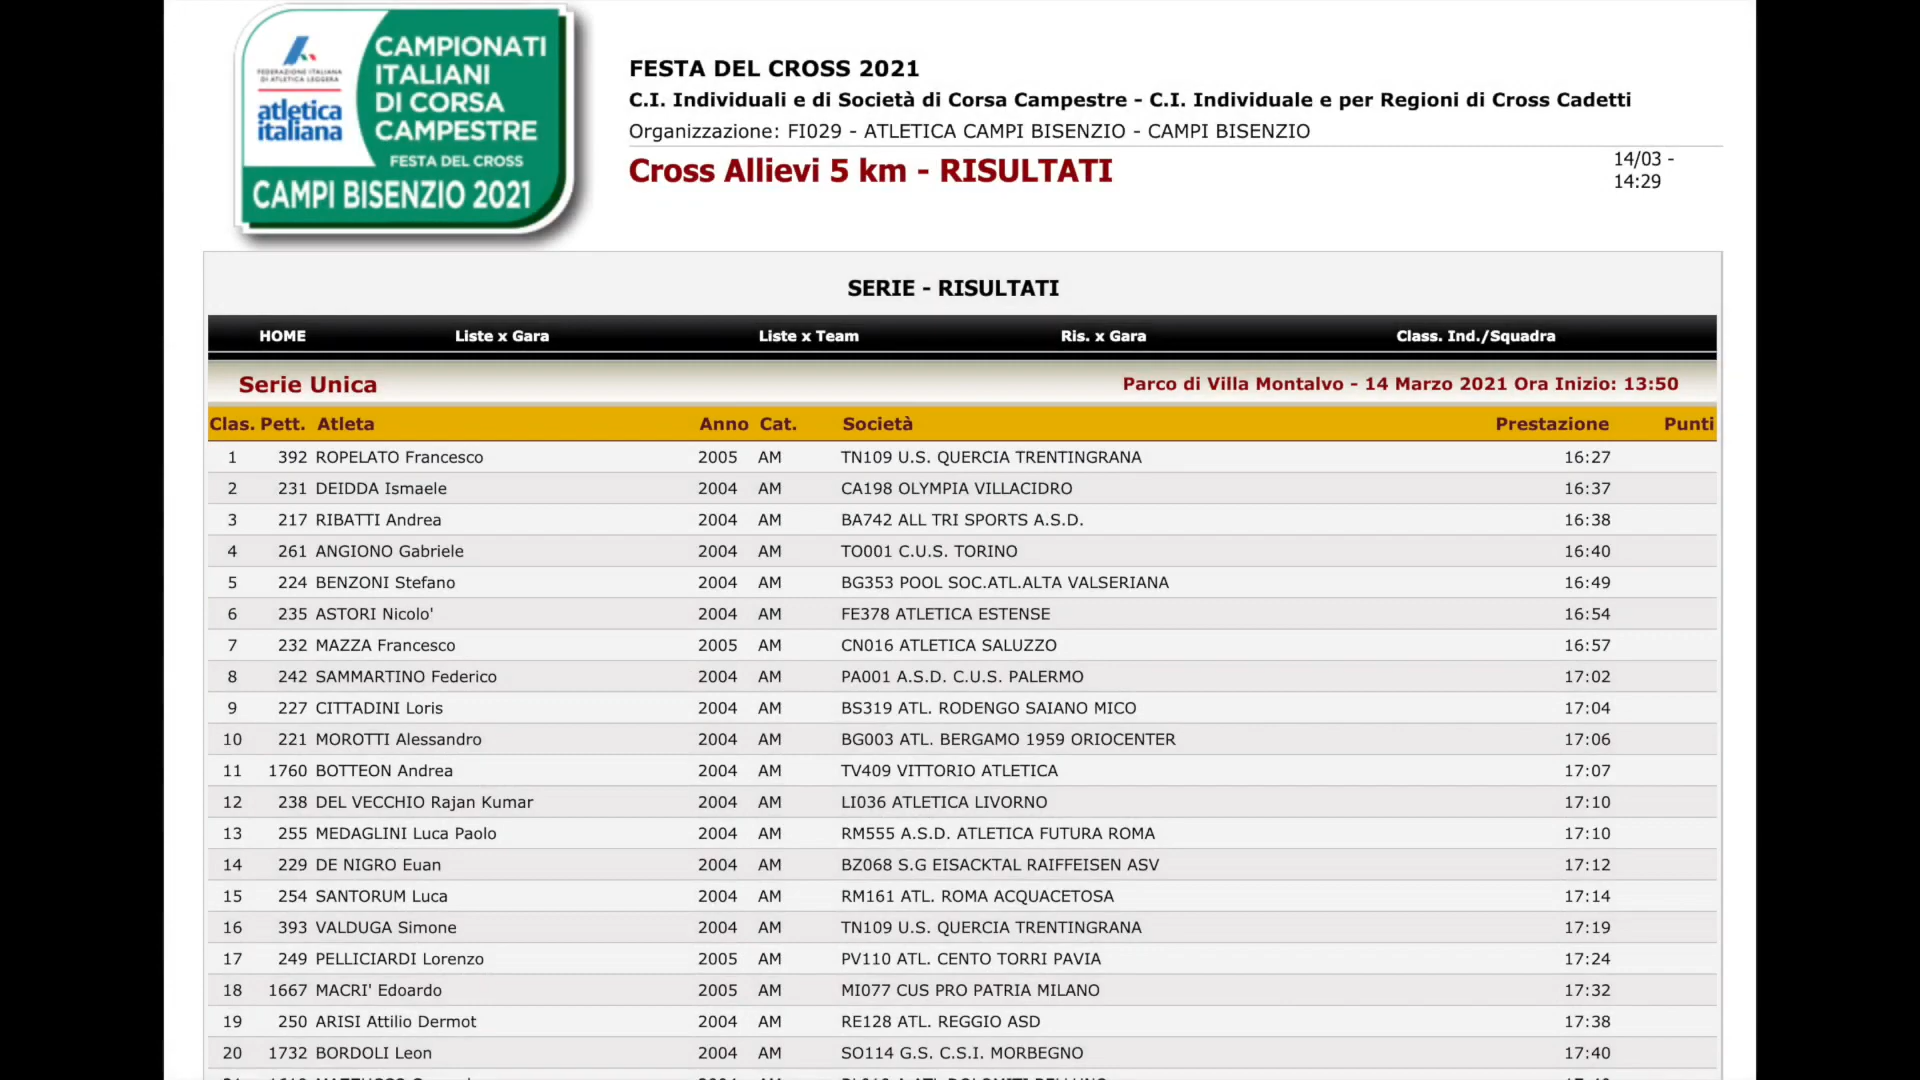 CAMPIONATI
ITALIANI
DI CORSA
CAMPESTRE
FESTA DEL CROSS
FEDERAZIONE ITALIANA
DI ATLETICA LEGGERA
atletica
italiana
CAMPI BISENZIO 2021
FESTA DEL CROSS 2021
C.I. Individuali e di Società di Corsa Campestre - C.I. Individuale e per Regioni di Cross Cadetti
Organizzazione: FI029 - ATLETICA CAMPI BISENZIO - CAMPI BISENZIO
Cross Allievi 5 km - RISULTATI
14/03 -
14:29
SERIE - RISULTATI
HOME Liste x Gara Liste x Team Ris. x Gara Class. Ind./Squadra
Serie Unica Parco di Villa Montalvo - 14 Marzo 2021 Ora Inizio: 13:50
Clas. Pett. Atleta Anno Cat. Società Prestazione Punti
1 392 ROPELATO Francesco 2005 AM TN109 U.S. QUERCIA TRENTINGRANA 16:27
2 231 DEIDDA Ismaele 2004 AM CA198 OLYMPIA VILLACIDRO 16:37
3 217 RIBATTI Andrea 2004 AM BA742 ALL TRI SPORTS A.S.D. 16:38
4 261 ANGIONO Gabriele 2004 AM TO001 C.U.S. TORINO 16:40
5 224 BENZONI Stefano 2004 AM BG353 POOL SOC.ATL.ALTA VALSERIANA 16:49
6 235 ASTORI Nicolo' 2004 AM FE378 ATLETICA ESTENSE 16:54
7 232 MAZZA Francesco 2005 AM CN016 ATLETICA SALUZZO 16:57
8 242 SAMMARTINO Federico 2004 AM PA001 A.S.D. C.U.S. PALERMO 17:02
9 227 CITTADINI Loris 2004 AM BS319 ATL. RODENGO SAIANO MICO 17:04
10 221 MOROTTI Alessandro 2004 AM BG003 ATL. BERGAMO 1959 ORIOCENTER 17:06
11 1760 BOTTEON Andrea 2004 AM TV409 VITTORIO ATLETICA 17:07
12 238 DEL VECCHIO Rajan Kumar 2004 AM LI036 ATLETICA LIVORNO 17:10
13 255 MEDAGLINI Luca Paolo 2004 AM RM555 A.S.D. ATLETICA FUTURA ROMA 17:10
14 229 DE NIGRO Euan 2004 AM BZ068 S.G EISACKTAL RAIFFEISEN ASV 17:12
15 254 SANTORUM Luca 2004 AM RM161 ATL. ROMA ACQUACETOSA 17:14
16 393 VALDUGA Simone 2004 AM TN109 U.S. QUERCIA TRENTINGRANA 17:19
17 249 PELLICIARDI Lorenzo 2005 AM PV110 ATL. CENTO TORRI PAVIA 17:24
18 1667 MACRI' Edoardo 2005 AM MI077 CUS PRO PATRIA MILANO 17:32
19 250 ARISI Attilio Dermot 2004 AM RE128 ATL. REGGIO ASD 17:38
20 1732 BORDOLI Leon 2004 AM SO114 G.S. C.S.I. MORBEGNO 17:40